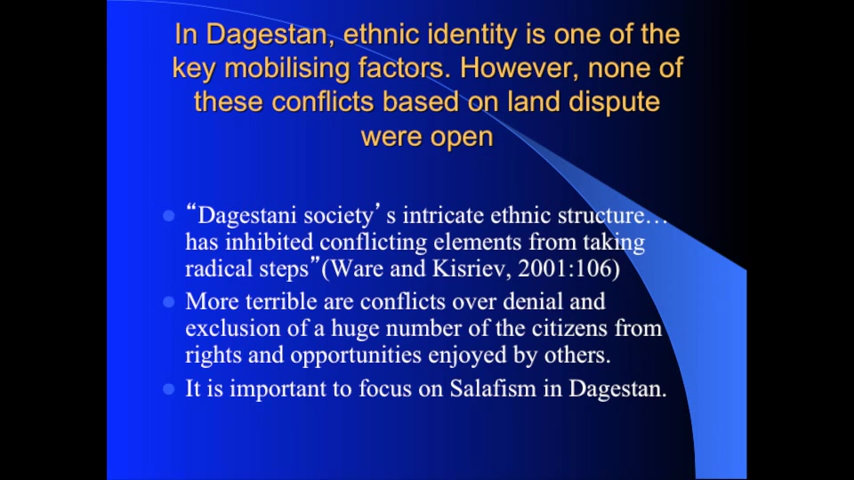 In Dagestan, ethnic identity is one of the
key mobilising factors. However, none of
these conflicts based on land dispute
were open
“Dagestani society’s intricate ethnic structure…
has inhibited conflicting elements from taking
radical steps”(Ware and Kisriev, 2001:106)
More terrible are conflicts over denial and
exclusion of a huge number of the citizens from
rights and opportunities enjoyed by others.
It is important to focus on Salafism in Dagestan.